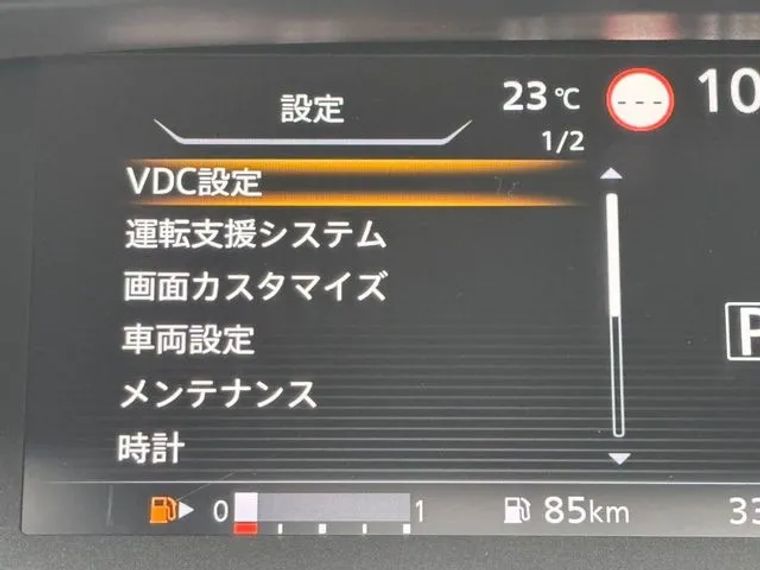 設定
23 ℃
---
10
1/2
VDC設定
運転支援システム
画面カスタマイズ
車両設定
メンテナンス
時計
P
0
1
85km
33